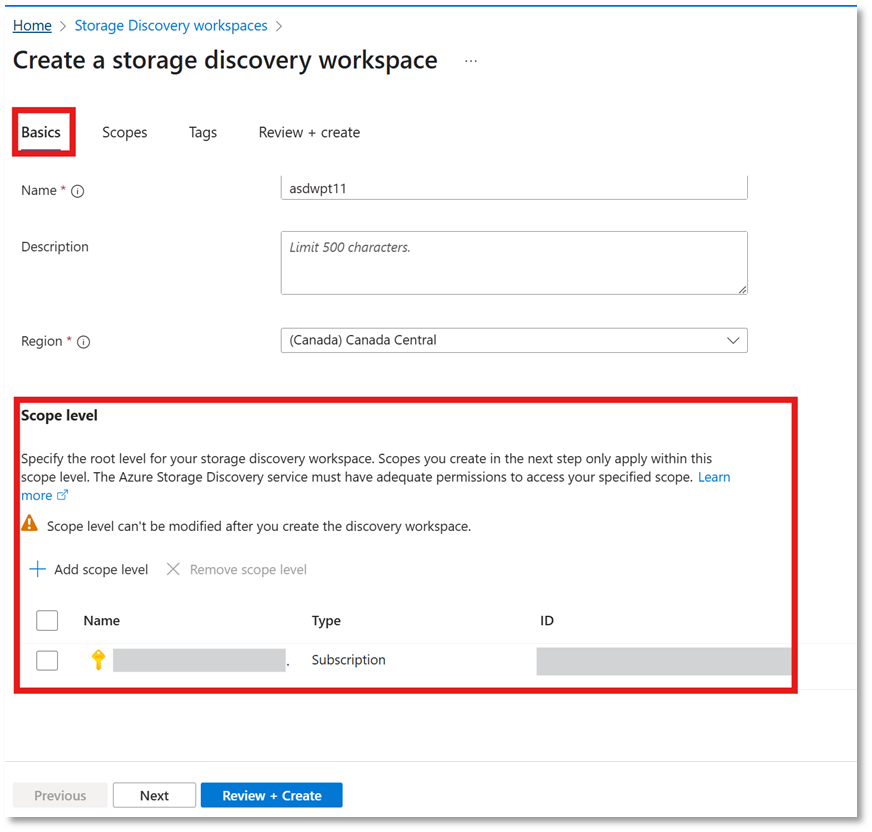 Home > Storage Discovery workspaces >
Create a storage discovery workspace ...
Basics Scopes Tags Review + create
Name * asdwpt11
Description Limit 500 characters.
Region * (Canada) Canada Central
Scope level
Specify the root level for your storage discovery workspace. Scopes you create in the next step only apply within this
scope level. The Azure Storage Discovery service must have adequate permissions to access your specified scope. Learn
more
Scope level can't be modified after you create the discovery workspace.
Add scope level Remove scope level
Name Type ID
. Subscription
Previous Next Review + Create